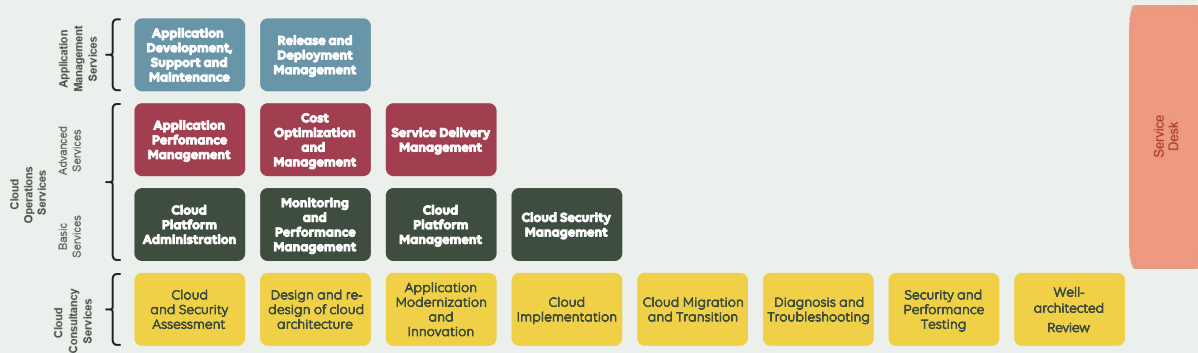 Application
Management
Services
Application
Development,
Support and
Maintenance
Release and
Deployment
Management
Cloud
Operations
Services
Advanced
Services
Application
Perfomance
Management
Cost
Optimization
and
Management
Service Delivery
Management
Basic
Services
Cloud
Platform
Administration
Monitoring
and
Performance
Management
Cloud
Platform
Management
Cloud Security
Management
Service
Desk
Cloud
Consultancy
Services
Cloud
and Security
Assessment
Design and re-
design of cloud
architecture
Application
Modernization
and
Innovation
Cloud
Implementation
Cloud Migration
and Transition
Diagnosis and
Troubleshooting
Security and
Performance
Testing
Well-
architected
Review